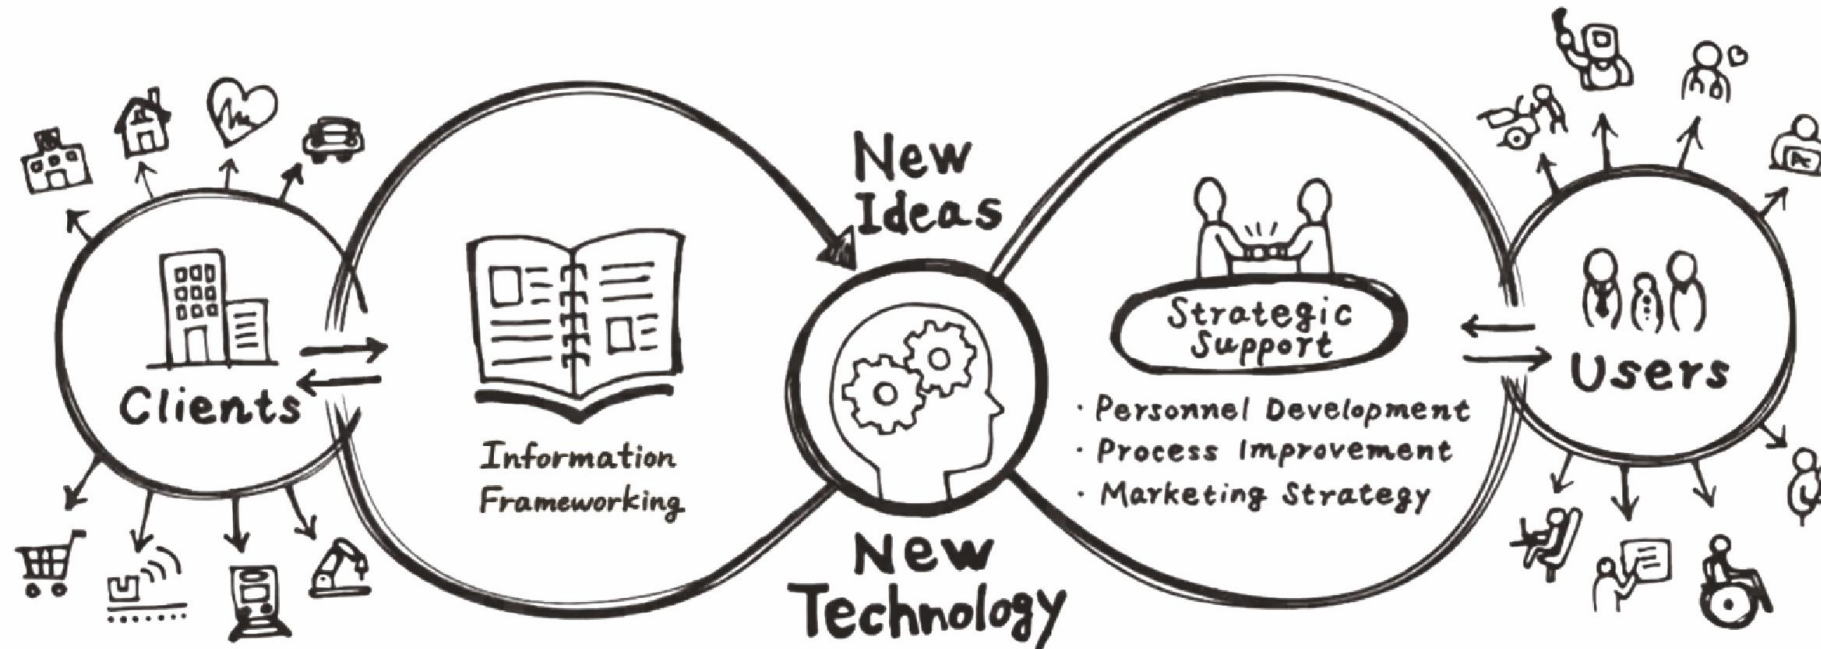 Clients
Information
Frameworking
New
Ideas
New
Technology
Strategic
Support
· Personnel Development
· Process Improvement
· Marketing Strategy
Users